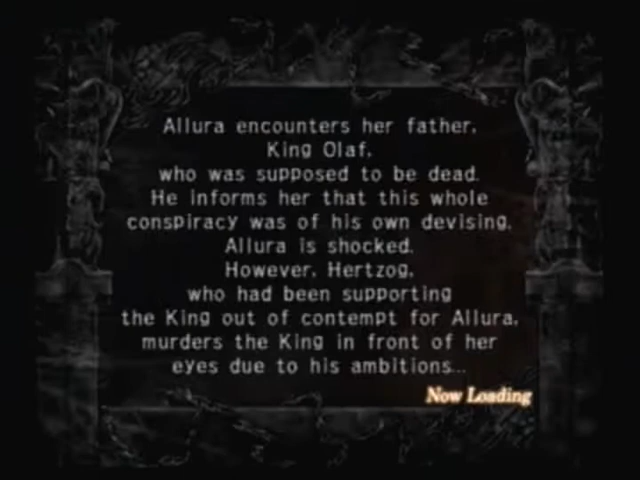 Allura encounters her father,
King Olaf,
who was supposed to be dead.
He informs her that this whole
conspiracy was of his own devising.
Allura is shocked.
However, Hertzog,
who had been supporting
the King out of contempt for Allura,
murders the King in front of her
eyes due to his ambitions...
Now Loading